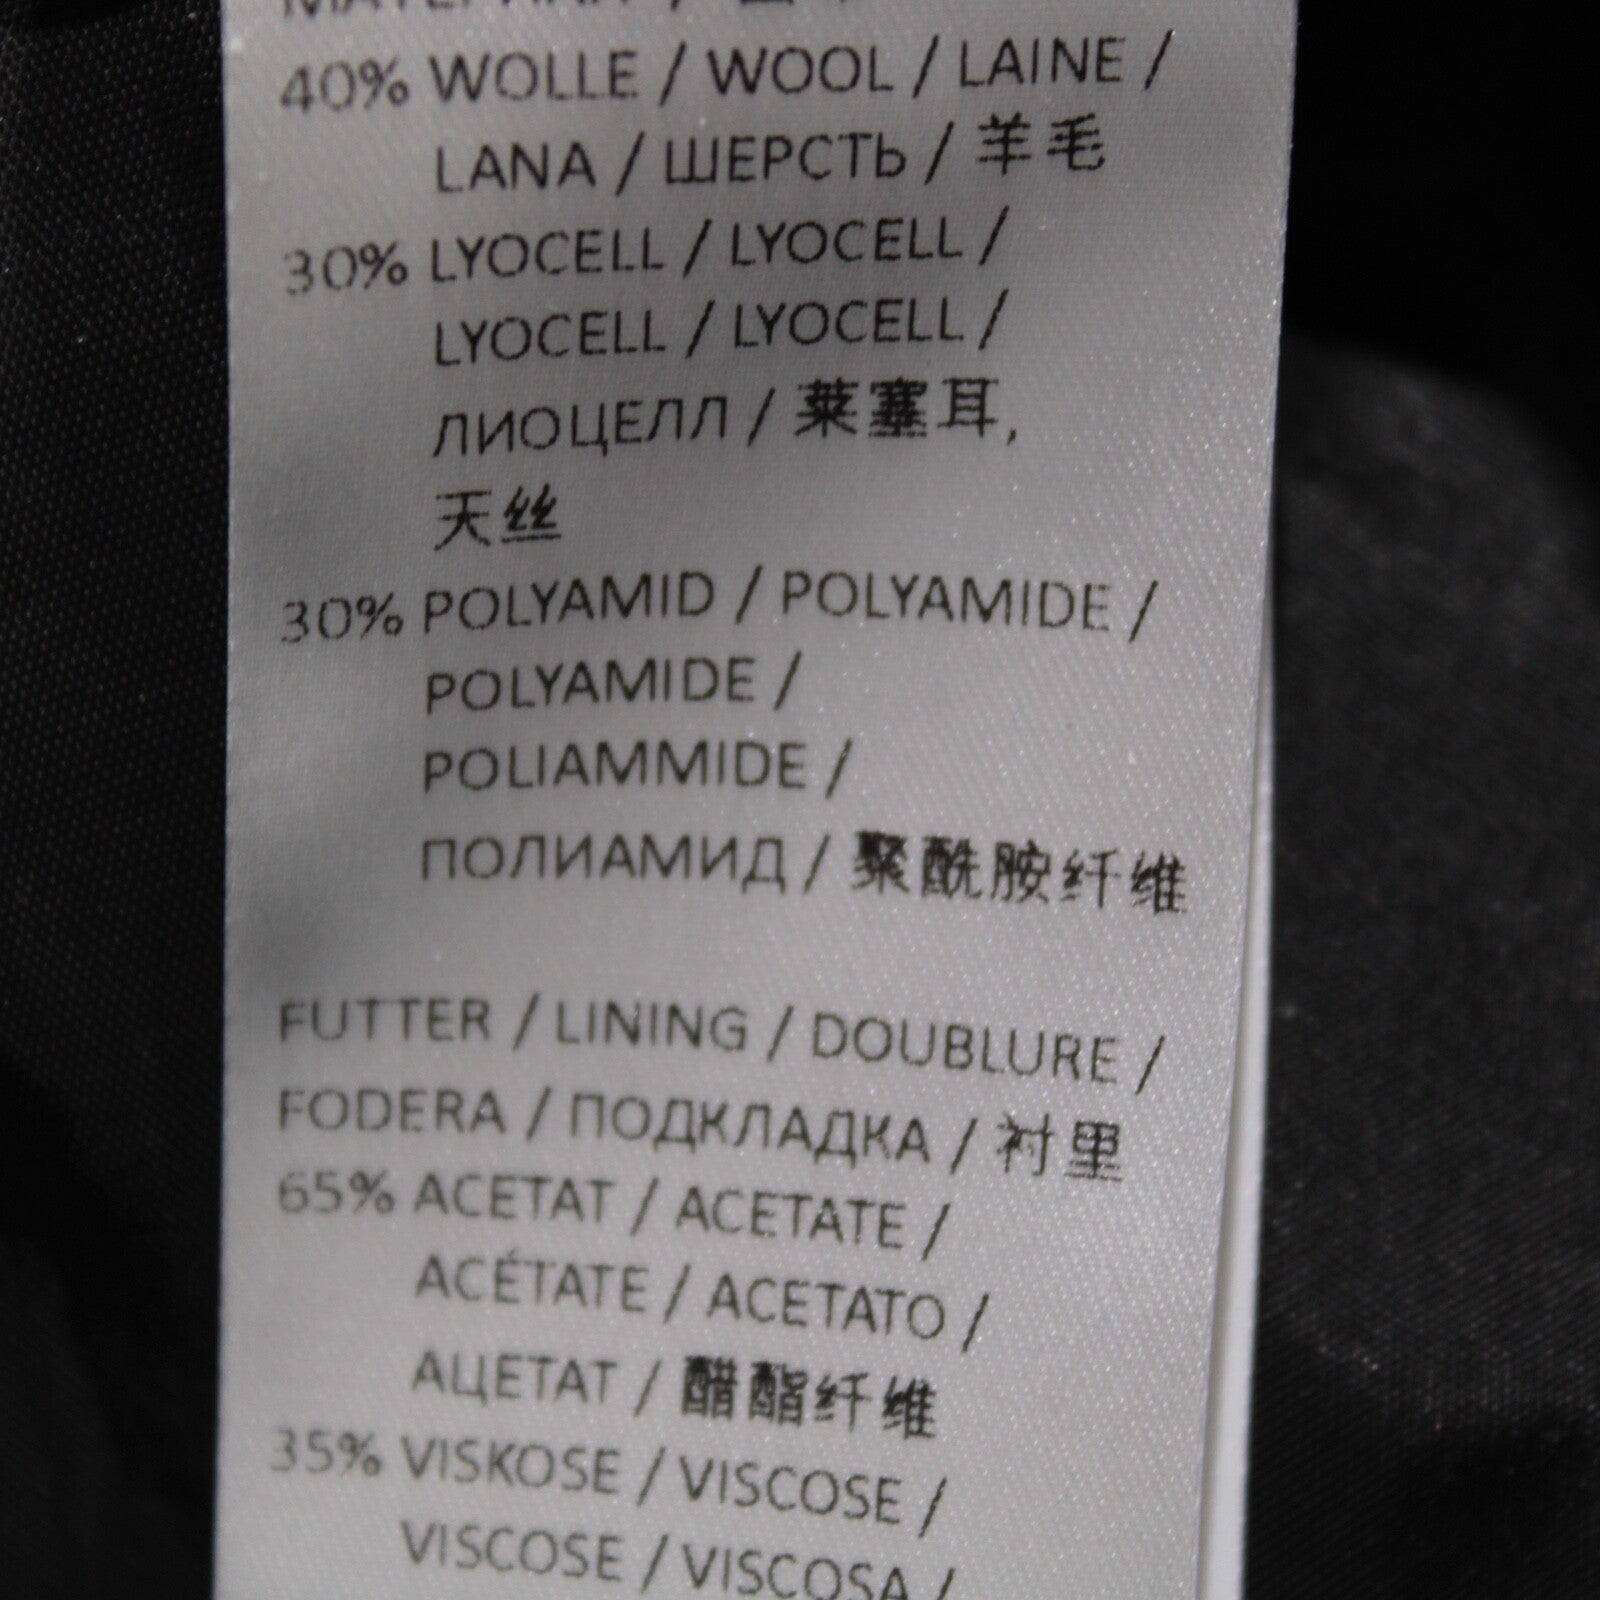 МАТЕРИАЛ /
40% WOLLE / WOOL / LAINE /
LANA / ШЕРСТЬ / 羊毛
30% LYOCELL / LYOCELL /
LYOCELL / LYOCELL /
ЛИОЦЕЛЛ / 莱塞耳,
天丝
30% POLYAMID / POLYAMIDE /
POLYAMIDE /
POLIAMMIDE /
ПОЛИАМИД / 聚酰胺纤维
FUTTER / LINING / DOUBLURE /
FODERA / ПОДКЛАДКА / 衬里
65% ACETAT / ACETATE /
ACÉTATE / ACETATO /
АЦЕТАТ / 醋酯纤维
35% VISKOSE / VISCOSE /
VISCOSE / VISCOSA /